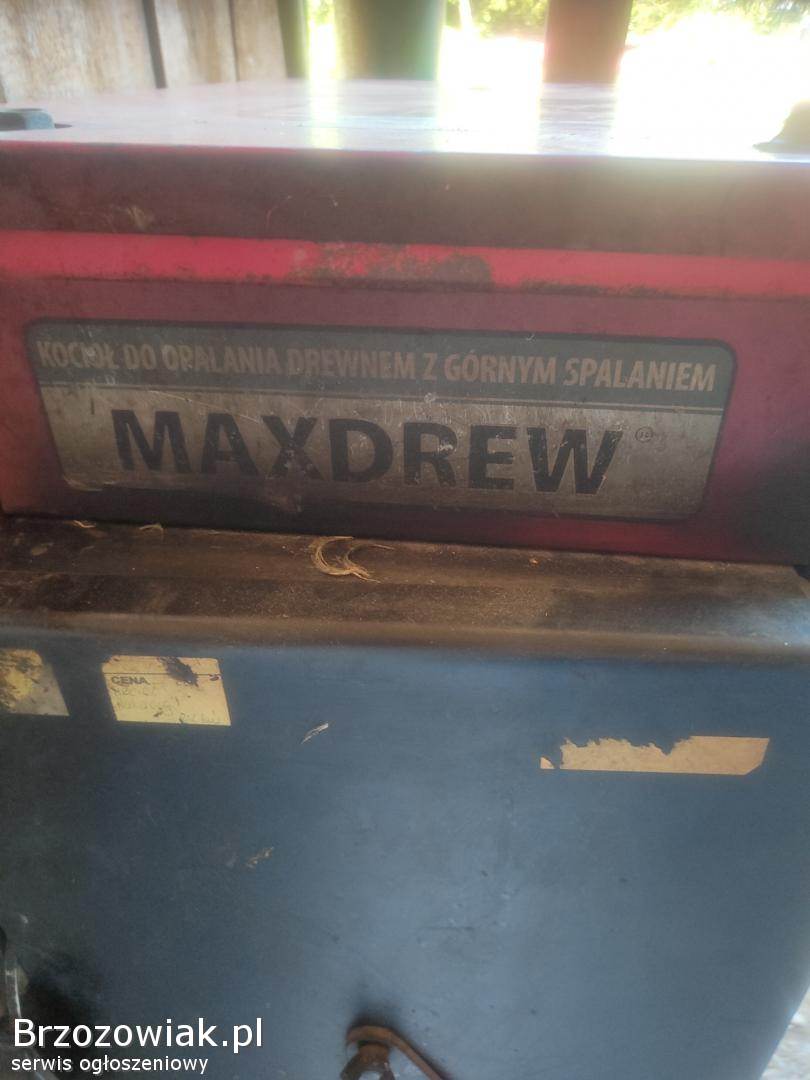 KOCIOŁ DO OPALANIA DREWNEM Z GÓRNYM SPALANIEM
MAXDREW
CENA
Brzozowiak.pl
serwis ogłoszeniowy